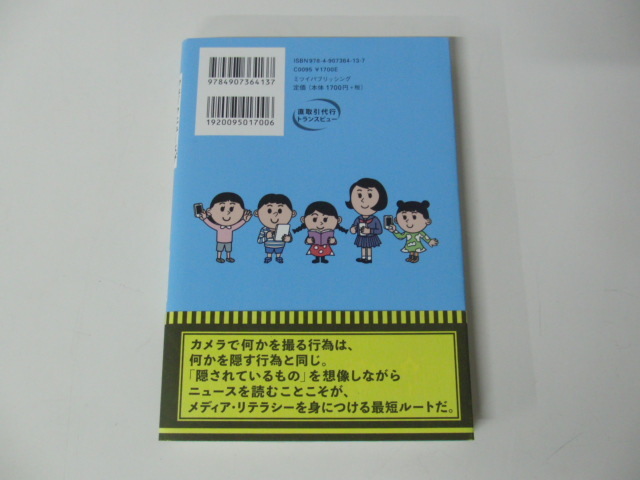 9784907364137
1920095017006
ISBN978-4-907364-13-7
C0095 ¥1700E
ミツイパブリッシング
定価（本体1700円+税）
直取引代行
トランスビュー
カメラで何かを撮る行為は、
何かを隠す行為と同じ。
「隠されているもの」を想像しながら
ニュースを読むことこそが、
メディア・リテラシーを身につける最短ルートだ。